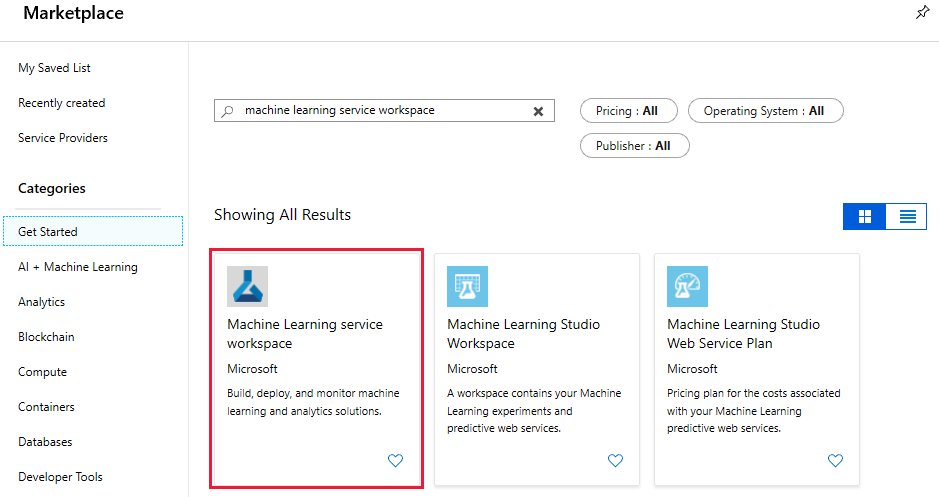 Marketplace
My Saved List
Recently created
Service Providers
Categories
Get Started
AI + Machine Learning
Analytics
Blockchain
Compute
Containers
Databases
Developer Tools
machine learning service workspace
Pricing : All
Operating System : All
Publisher : All
Showing All Results
Machine Learning service
workspace
Microsoft
Build, deploy, and monitor machine
learning and analytics solutions.
Machine Learning Studio
Workspace
Microsoft
A workspace contains your Machine
Learning experiments and
predictive web services.
Machine Learning Studio
Web Service Plan
Microsoft
Pricing plan for the costs associated
with your Machine Learning
predictive web services.